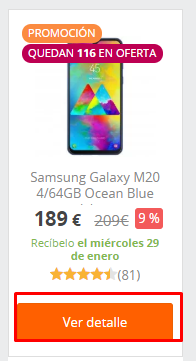 PROMOCIÓN
QUEDAN 116 EN OFERTA
Samsung Galaxy M20
4/64GB Ocean Blue
189 € 209€ 9 %
Recíbelo el miércoles 29
de enero
(81)
Ver detalle